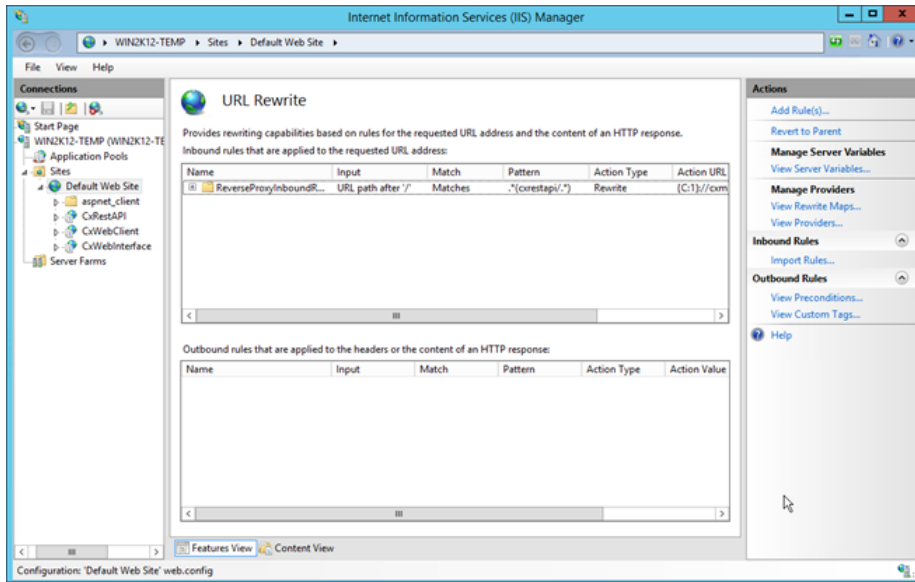 Internet Information Services (IIS) Manager
WIN2K12-TEMP Sites Default Web Site
File View Help
Connections
Start Page
WIN2K12-TEMP (WIN2K12-TE
Application Pools
Sites
Default Web Site
aspnet_client
CxRestAPI
CxWebClient
CxWebInterface
Server Farms
URL Rewrite
Provides rewriting capabilities based on rules for the requested URL address and the content of an HTTP response.
Inbound rules that are applied to the requested URL address:
Name Input Match Pattern Action Type Action URL
ReverseProxyInboundR... URL path after '/' Matches .*(cxrestapi/.*) Rewrite {C:1}://cxm
Outbound rules that are applied to the headers or the content of an HTTP response:
Name Input Match Pattern Action Type Action Value
Features View Content View
Actions
Add Rule(s)...
Revert to Parent
Manage Server Variables
View Server Variables...
Manage Providers
View Rewrite Maps...
View Providers...
Inbound Rules
Import Rules...
Outbound Rules
View Preconditions...
View Custom Tags...
Help
Configuration: 'Default Web Site' web.config